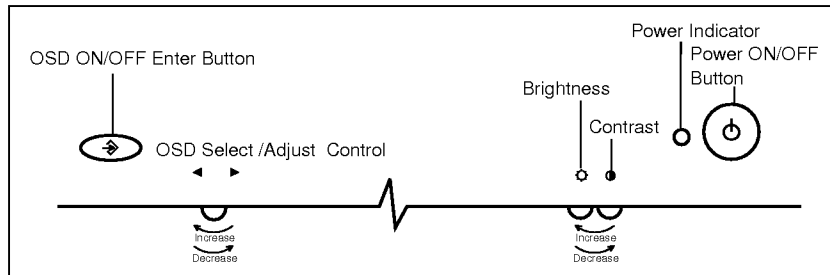 Power Indicator
OSD ON/OFF Enter Button
Power ON/OFF
Button
Brightness
Contrast
OSD Select /Adjust Control
Increase
Decrease
Increase
Decrease